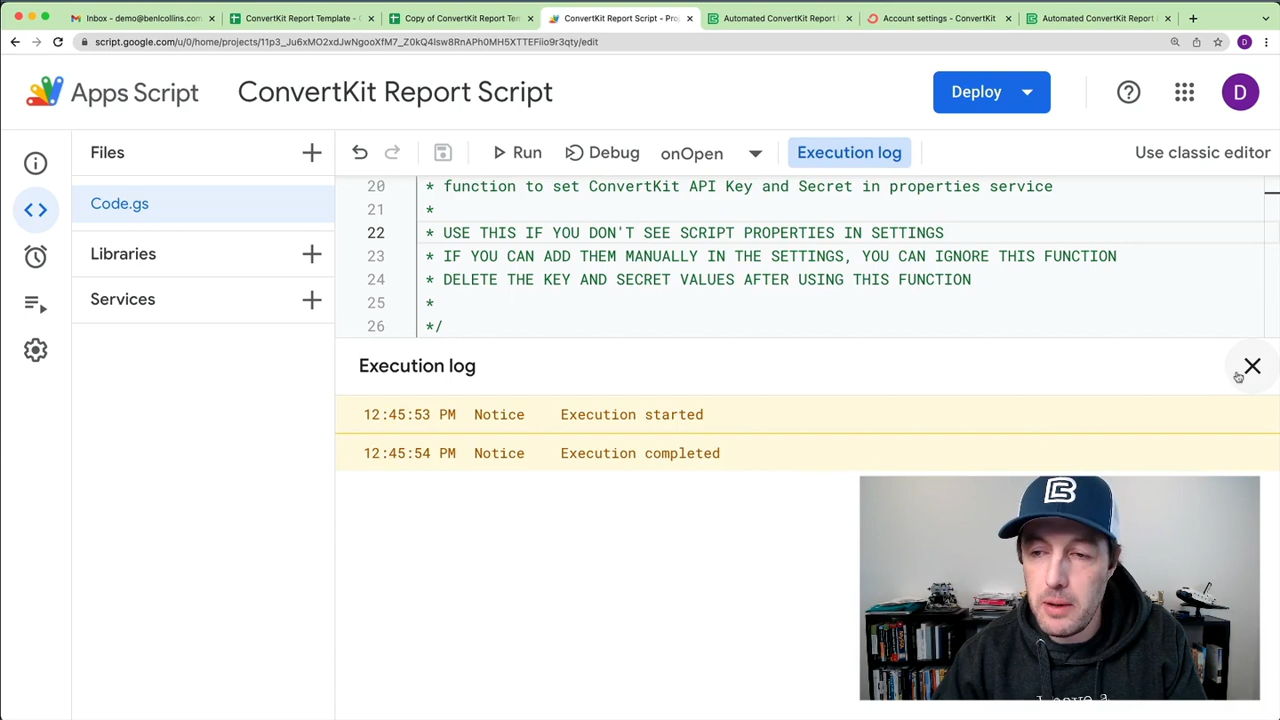 Inbox - demo@benlcollins.com
ConvertKit Report Template -
Copy of ConvertKit Report Tem
ConvertKit Report Script - Pro
Automated ConvertKit Report
Account settings - ConvertKit
Automated ConvertKit Report
script.google.com/u/0/home/projects/11p3_Ju6xMO2xdJwNgooXfM7_Z0kQ4lsw8RnAPh0MH5XTTEFiio9r3qty/edit
D
Apps Script
ConvertKit Report Script
Deploy
D
Files
Run
Debug
onOpen
Execution log
Use classic editor
Code.gs
Libraries
Services
20 * function to set ConvertKit API Key and Secret in properties service
21 *
22 * USE THIS IF YOU DON'T SEE SCRIPT PROPERTIES IN SETTINGS
23 * IF YOU CAN ADD THEM MANUALLY IN THE SETTINGS, YOU CAN IGNORE THIS FUNCTION
24 * DELETE THE KEY AND SECRET VALUES AFTER USING THIS FUNCTION
25 *
26 */
Execution log
12:45:53 PM Notice Execution started
12:45:54 PM Notice Execution completed